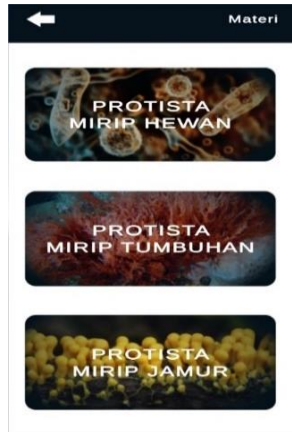 Materi
PROTISTA
MIRIP HEWAN
PROTISTA
MIRIP TUMBUHAN
PROTISTA
MIRIP JAMUR